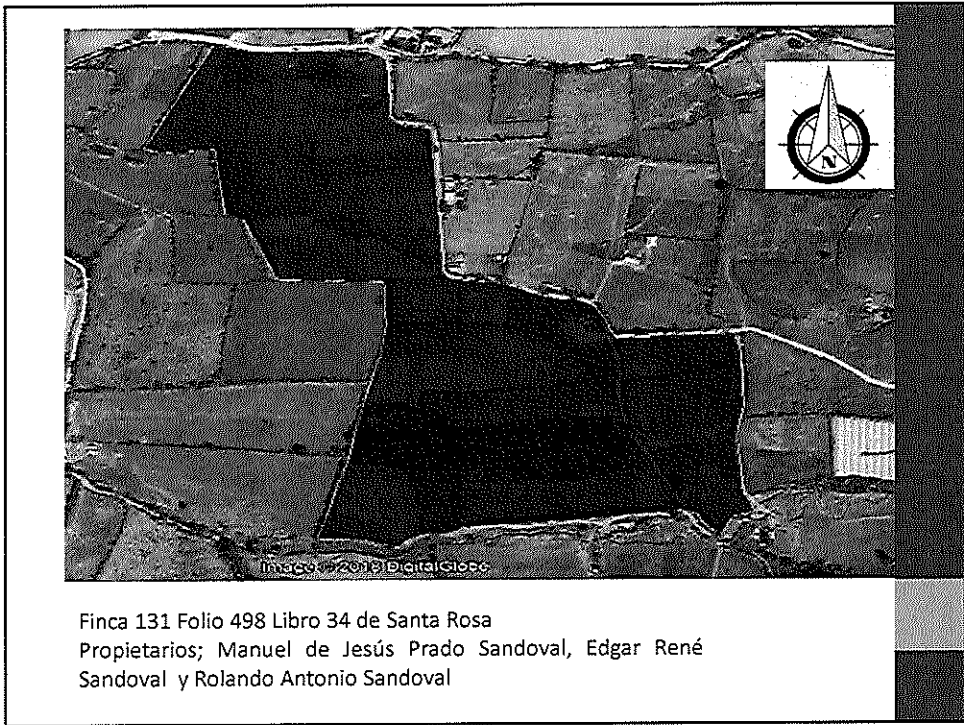 N
Image © 2018 DigitalGlobe
Finca 131 Folio 498 Libro 34 de Santa Rosa
Propietarios; Manuel de Jesús Prado Sandoval, Edgar René
Sandoval y Rolando Antonio Sandoval